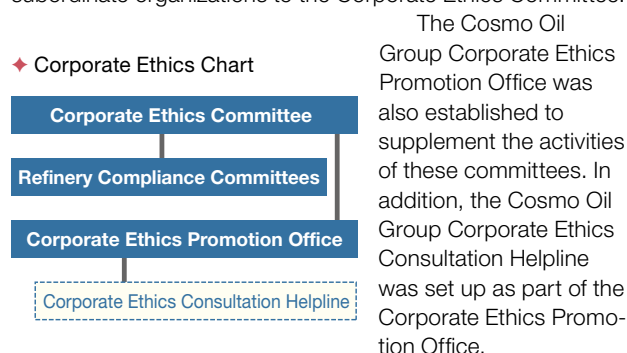 subordinate organizations to the Corporate Ethics Committee.
✦ Corporate Ethics Chart
Corporate Ethics Committee
Refinery Compliance Committees
Corporate Ethics Promotion Office
Corporate Ethics Consultation Helpline
The Cosmo Oil
Group Corporate Ethics
Promotion Office was
also established to
supplement the activities
of these committees. In
addition, the Cosmo Oil
Group Corporate Ethics
Consultation Helpline
was set up as part of the
Corporate Ethics Promo-
tion Office.